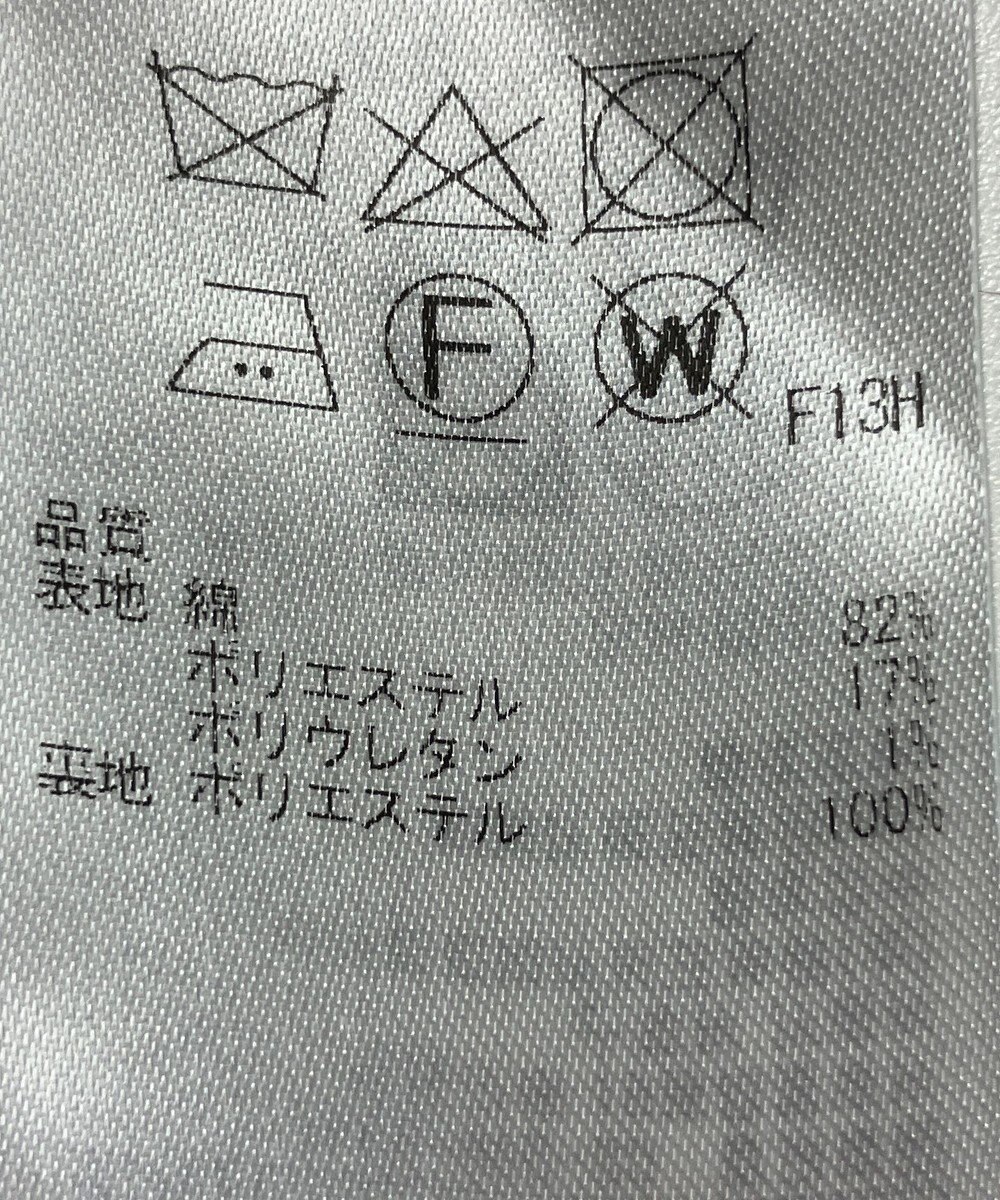 F W F13H
品質
表地 綿 82%
ポリエステル 17%
ポリウレタン 1%
裏地 ポリエステル 100%